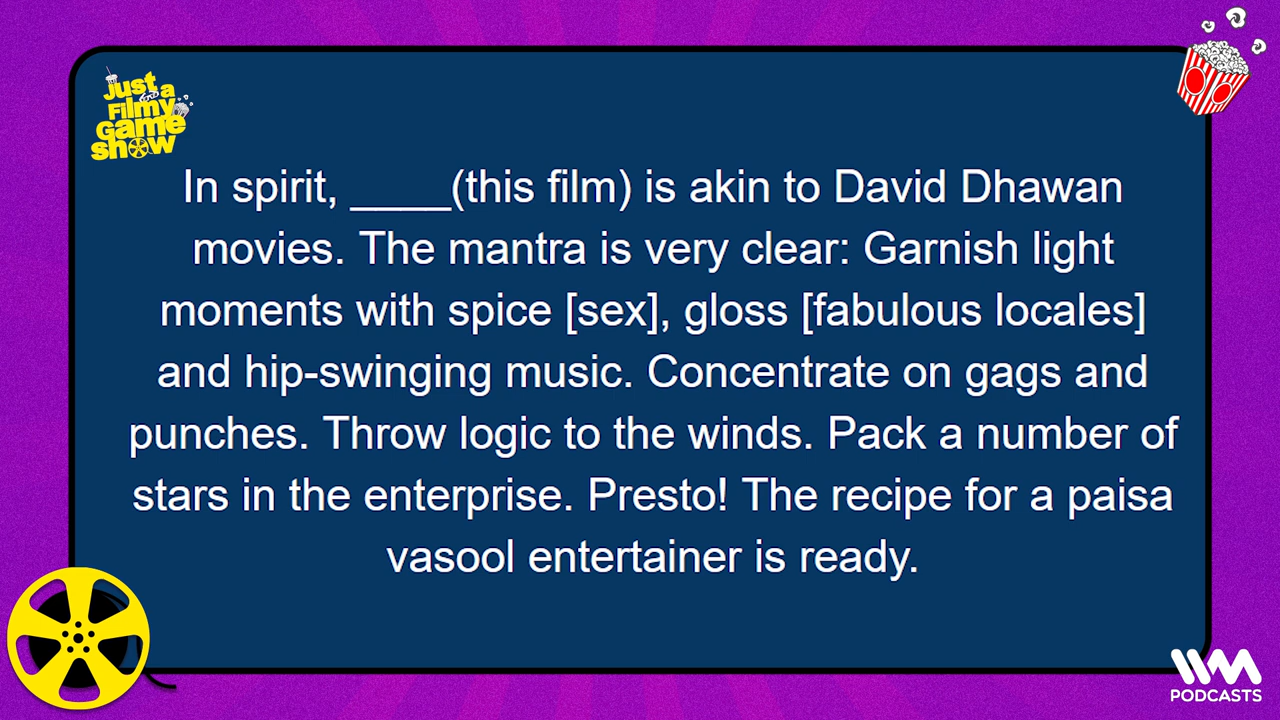 Just
a
Filmy
Game
show
In spirit, ____(this film) is akin to David Dhawan
movies. The mantra is very clear: Garnish light
moments with spice [sex], gloss [fabulous locales]
and hip-swinging music. Concentrate on gags and
punches. Throw logic to the winds. Pack a number of
stars in the enterprise. Presto! The recipe for a paisa
vasool entertainer is ready.
IVM
PODCASTS